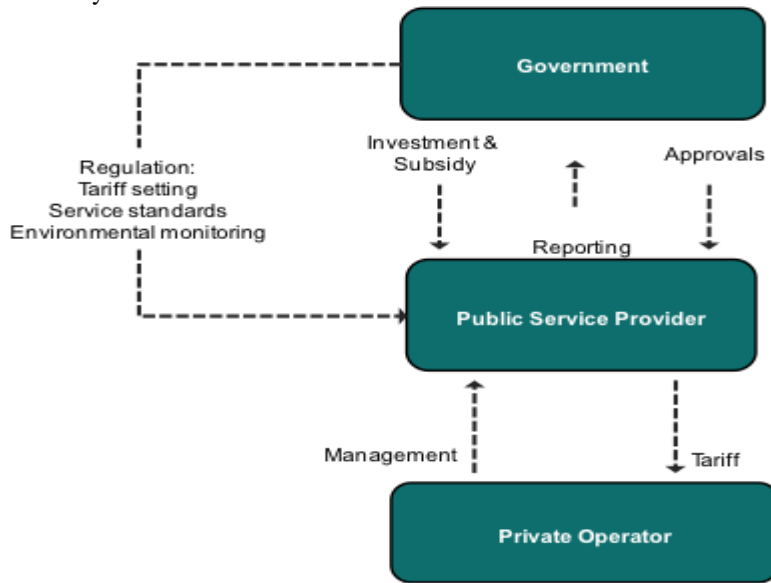 Government
Investment &
Subsidy
Approvals
Regulation:
Tariff setting
Service standards
Environmental monitoring
Reporting
Public Service Provider
Management
Tariff
Private Operator